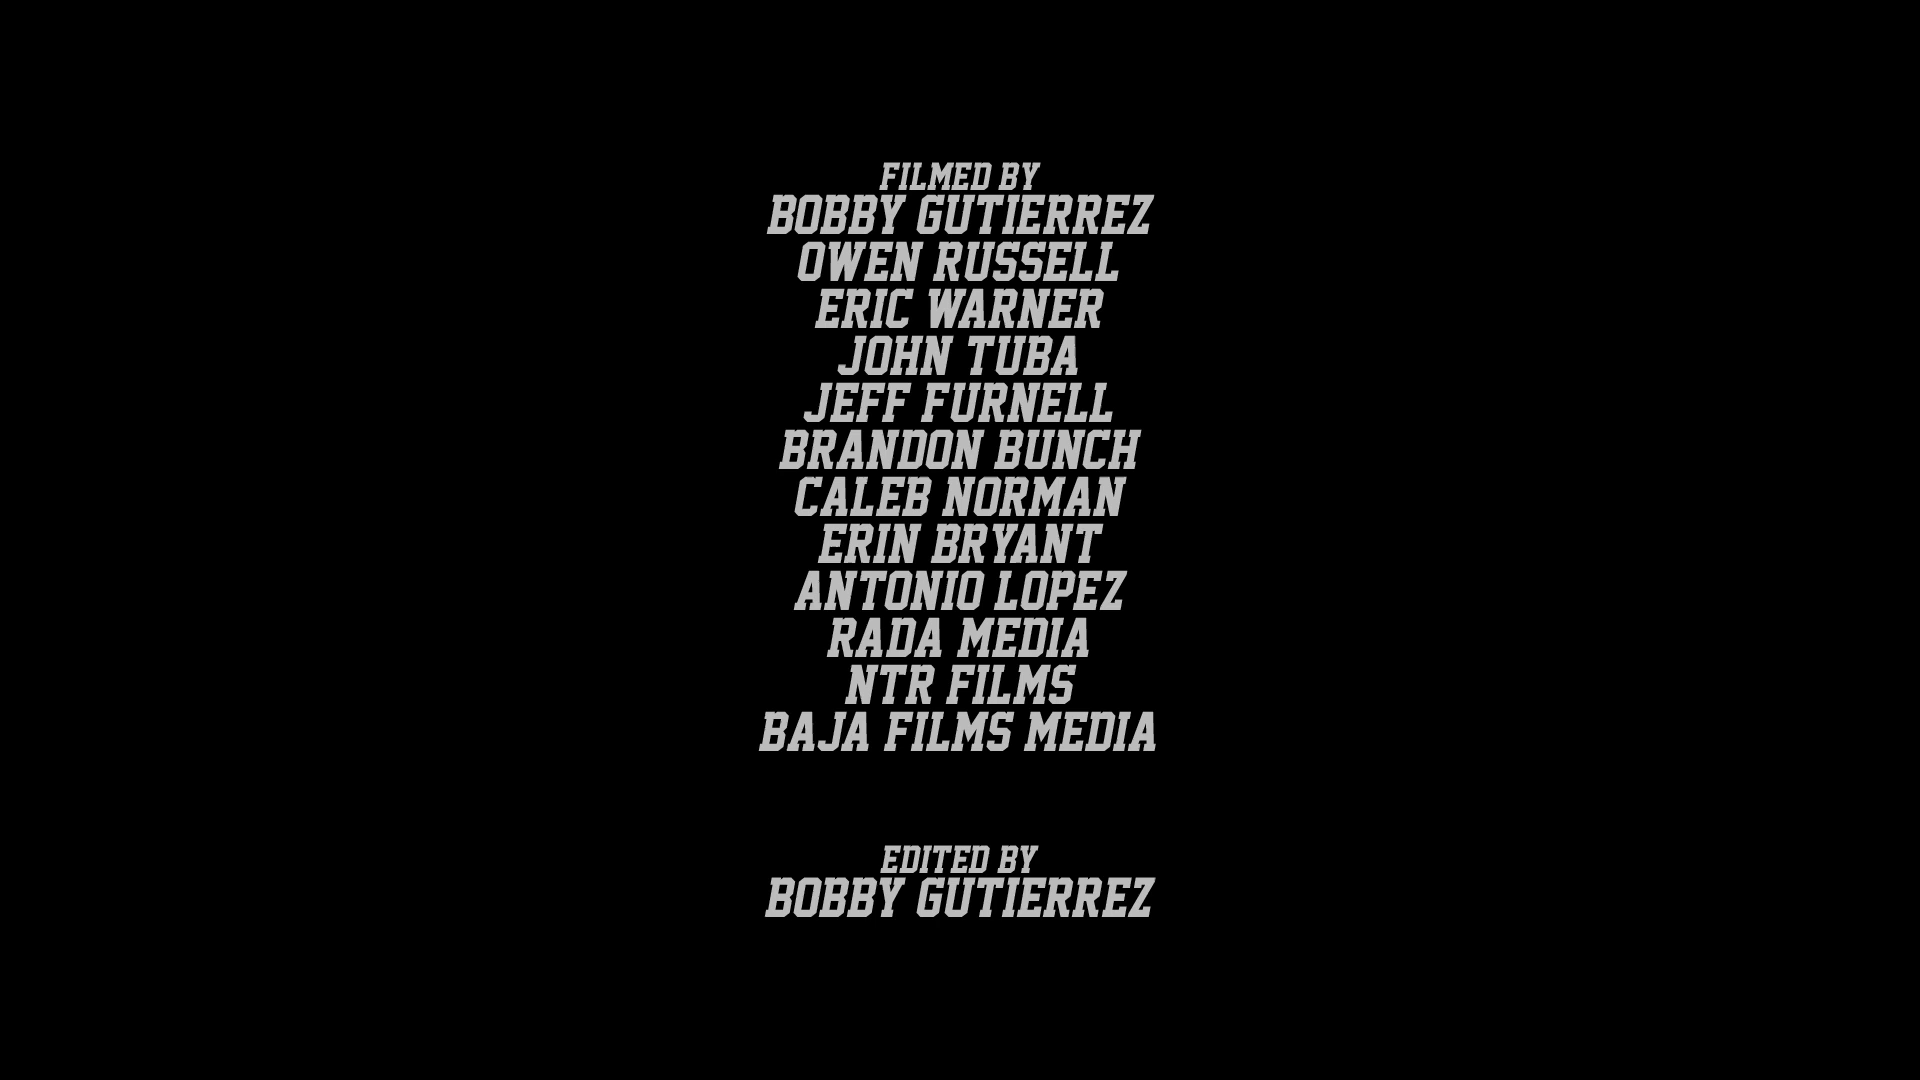 FILMED BY
BOBBY GUTIERREZ
OWEN RUSSELL
ERIC WARNER
JOHN TUBA
JEFF FURNELL
BRANDON BUNCH
CALEB NORMAN
ERIN BRYANT
ANTONIO LOPEZ
RADA MEDIA
NTR FILMS
BAJA FILMS MEDIA
EDITED BY
BOBBY GUTIERREZ